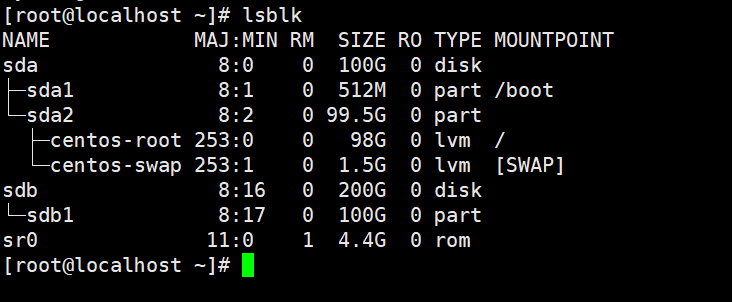 [root@localhost ~]# lsblk
NAME            MAJ:MIN RM  SIZE RO TYPE MOUNTPOINT
sda               8:0    0  100G  0 disk
├─sda1            8:1    0  512M  0 part /boot
└─sda2            8:2    0 99.5G  0 part
  ├─centos-root 253:0    0   98G  0 lvm  /
  └─centos-swap 253:1    0  1.5G  0 lvm  [SWAP]
sdb               8:16   0  200G  0 disk
└─sdb1            8:17   0  100G  0 part
sr0              11:0    1  4.4G  0 rom
[root@localhost ~]#